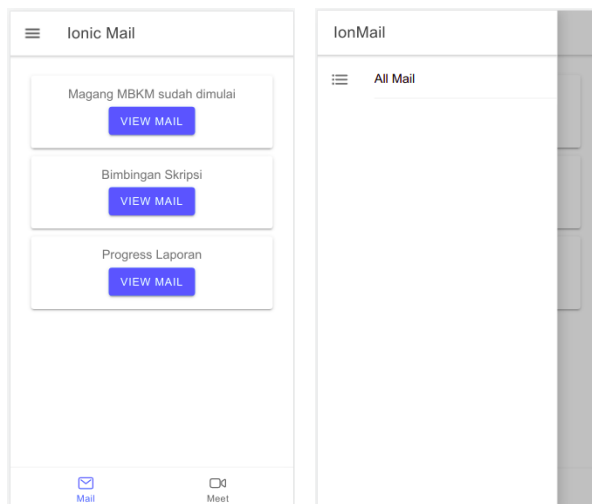 Ionic Mail
Magang MBKM sudah dimulai
VIEW MAIL
Bimbingan Skripsi
VIEW MAIL
Progress Laporan
VIEW MAIL
Mail
Meet
IonMail
All Mail